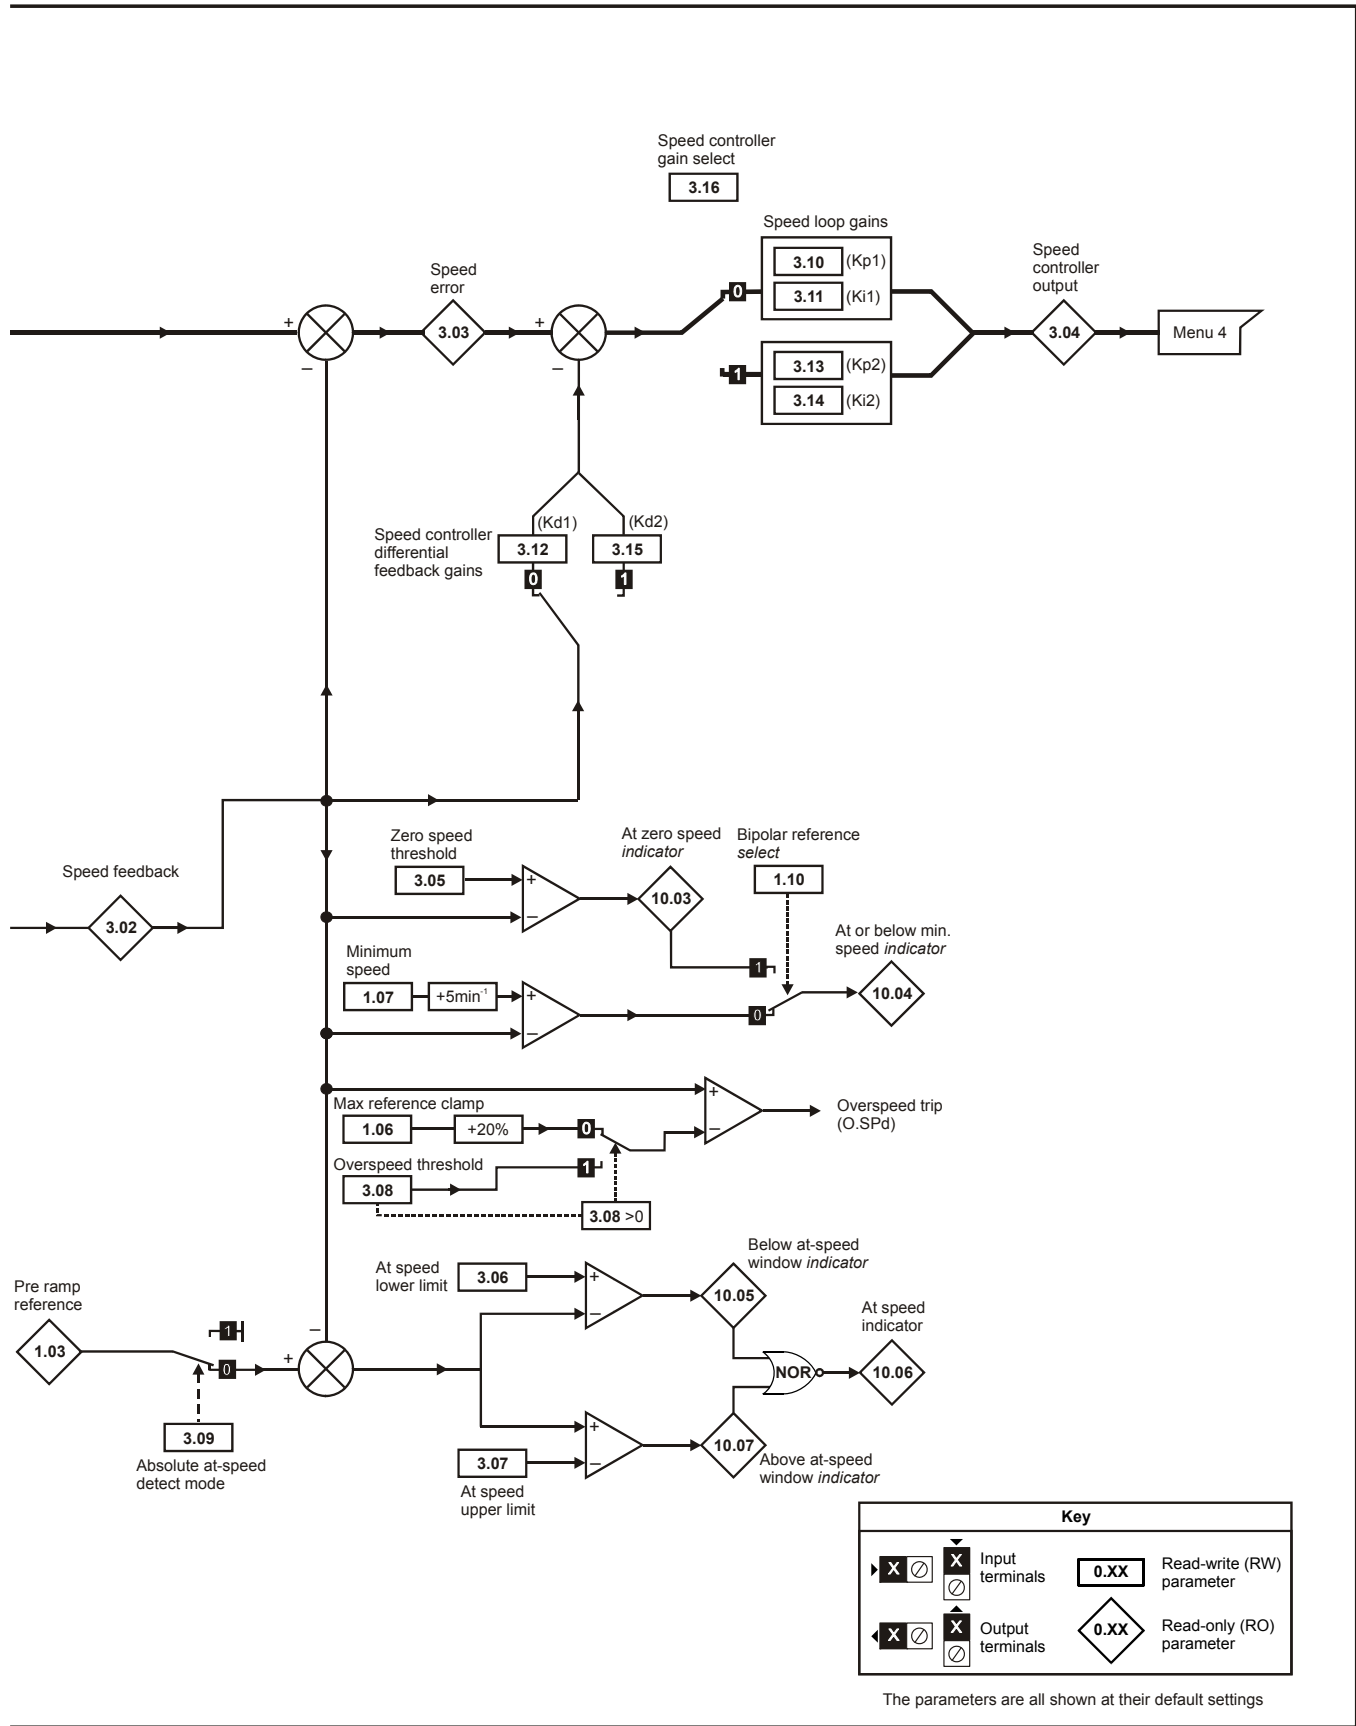 Speed controller
gain select
3.16
Speed loop gains
3.10 (Kp1)
3.11 (Ki1)
0
Speed
controller
output
Speed
error
+
3.03
+
3.04
Menu 4
–
–
1
3.13 (Kp2)
3.14 (Ki2)
(Kd1) (Kd2)
Speed controller
differential
feedback gains
3.12 3.15
0 1
Zero speed
threshold
3.05
+
–
At zero speed
indicator
10.03
Bipolar reference
select
1.10
Speed feedback
3.02
Minimum
speed
1.07 +5min-1
+
–
1
0
At or below min.
speed indicator
10.04
Max reference clamp
1.06 +20% 0
+
–
Overspeed trip
(O.SPd)
Overspeed threshold
1
3.08
3.08 >0
At speed
lower limit
3.06
+
–
Below at-speed
window indicator
10.05
Pre ramp
reference
1.03
1
0
–
+
At speed
indicator
NOR
10.06
3.09
Absolute at-speed
detect mode
3.07
At speed
upper limit
+
–
10.07
Above at-speed
window indicator
Key
X X Input
terminals
0.XX Read-write (RW)
parameter
X X Output
terminals
0.XX Read-only (RO)
parameter
The parameters are all shown at their default settings